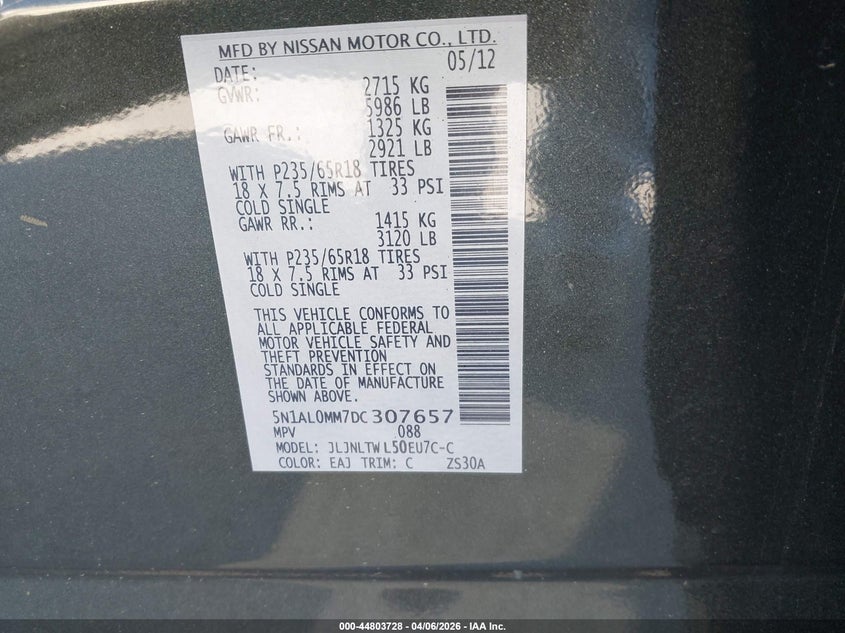 MFD BY NISSAN MOTOR CO., LTD.
DATE: 05/12
GVWR: 2715 KG
5986 LB
GAWR FR.: 1325 KG
2921 LB
WITH P235/65R18 TIRES
18 X 7.5 RIMS AT 33 PSI
COLD SINGLE
GAWR RR.: 1415 KG
3120 LB
WITH P235/65R18 TIRES
18 X 7.5 RIMS AT 33 PSI
COLD SINGLE
THIS VEHICLE CONFORMS TO
ALL APPLICABLE FEDERAL
MOTOR VEHICLE SAFETY AND
THEFT PREVENTION
STANDARDS IN EFFECT ON
THE DATE OF MANUFACTURE
SHOWN ABOVE.
5N1AL0MM7DC307657
MPV 088
MODEL: JLJNLTWL50EU7C-C
COLOR: EAJ TRIM: C ZS30A
000-44803728 - 04/06/2026 - IAA Inc.